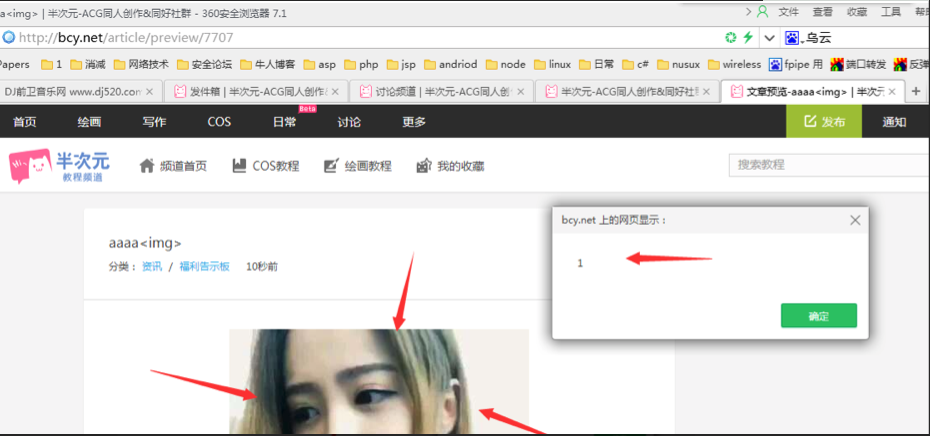 a<img> | 半次元-ACG同人创作&同好社群 - 360安全浏览器 7.1
文件 查看 收藏 工具
http://bcy.net/article/preview/7707
乌云
Papers 1 消减 网络技术 安全论坛 牛人博客 asp php jsp andriod node linux 日常 c# nusux wireless fpipe 用 端口转发 反弹
DJ前卫音乐网 www.dj520.con 发件箱 | 半次元-ACG同人创作& 讨论频道 | 半次元-ACG同人创 半次元-ACG同人创作&同好社 文章预览-aaaa<img> | 半次元
Beta
首页 绘画 写作 COS 日常 讨论 更多 发布 通知
半次元
教程频道
频道首页 COS教程 绘画教程 我的收藏 搜索教程
bcy.net 上的网页显示：
aaaa<img>
1
分类： 资讯 / 福利告示板 10秒前
确定